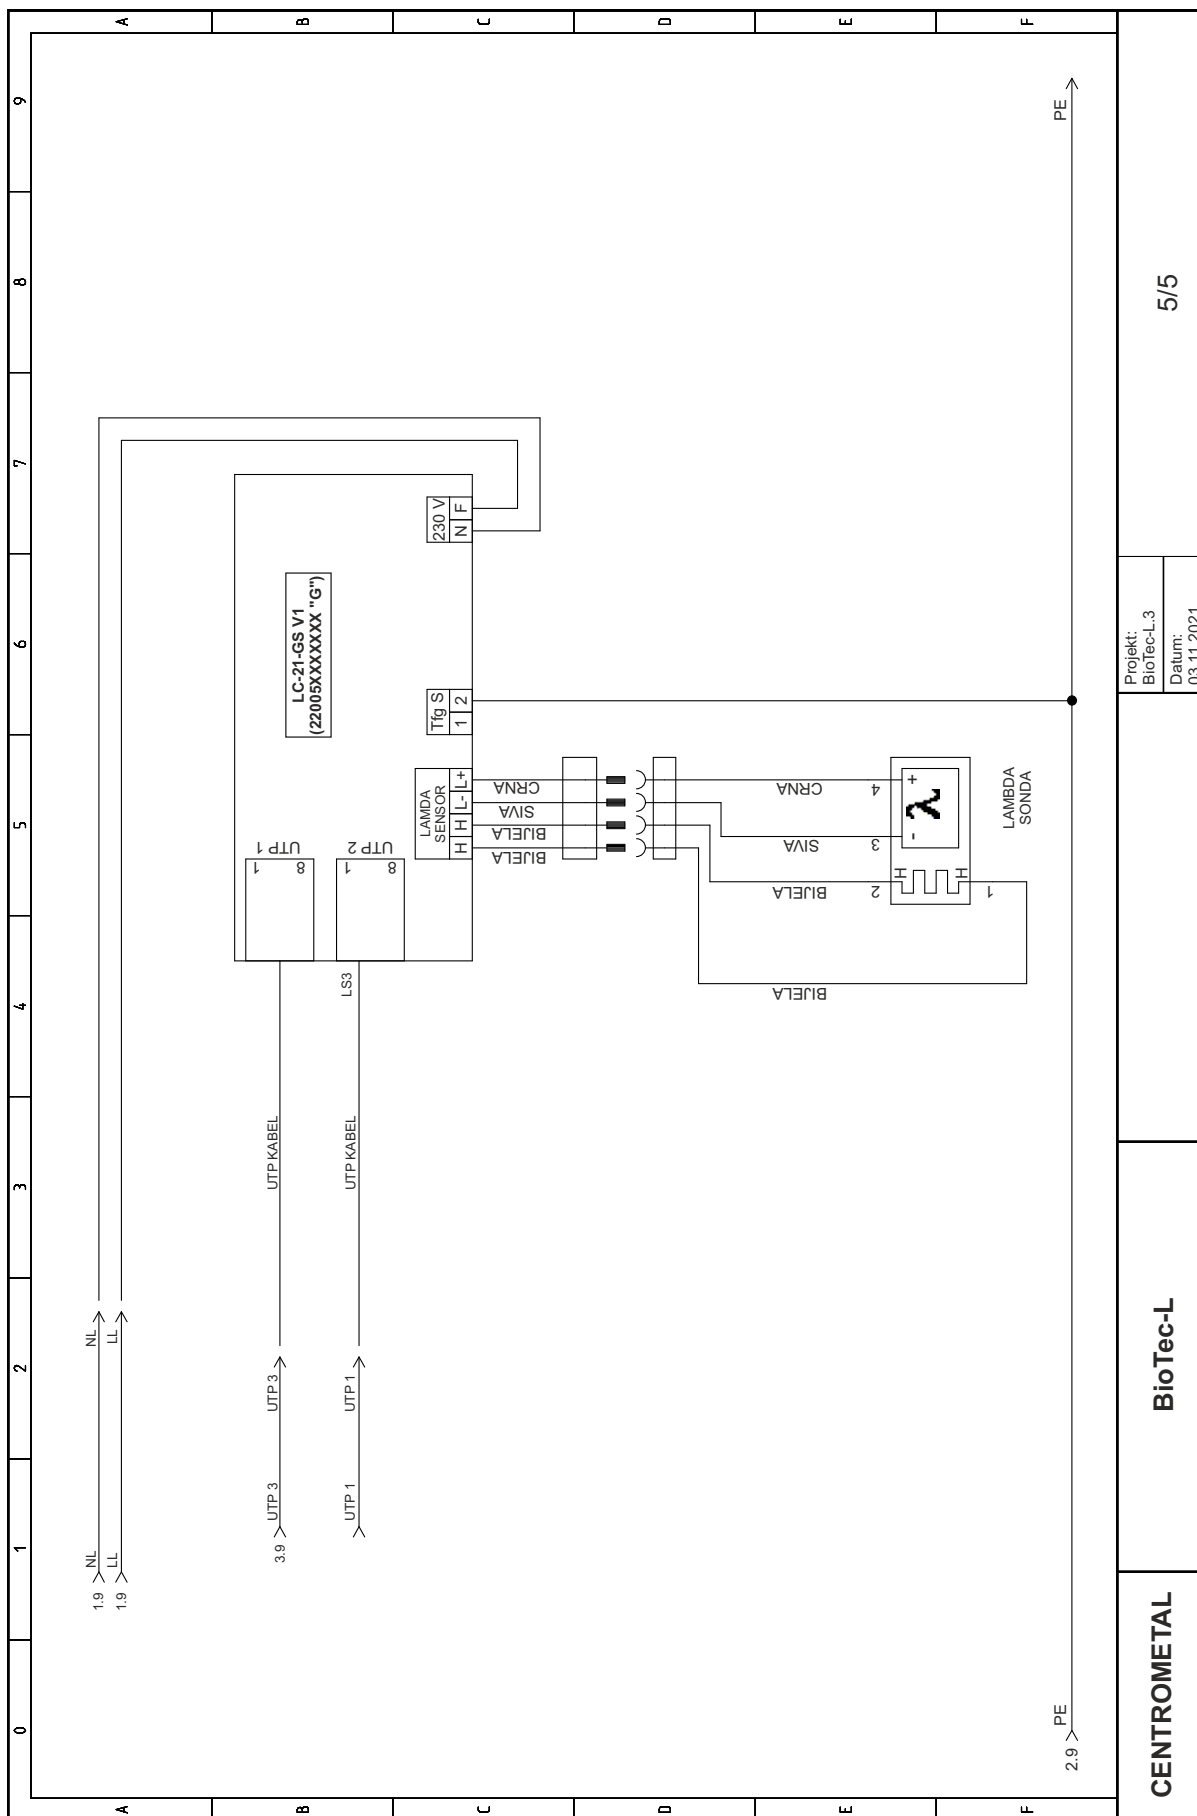 0 1 2 3 4 5 6 7 8 9
A
B
C
D
E
F
A
B
C
D
E
F
1.9 NL NL
1.9 LL LL
3.9 UTP 3 UTP 3 UTP KABEL
UTP 1 UTP 1 UTP KABEL LS3
1 8 UTP 1
1 8 UTP 2
LC-21-GS V1
(22005XXXXXXX "G")
LAMDA
SENSOR
H H L- L+
Tfg S
1 2
230 V
N F
BIJELA
BIJELA
SIVA
CRNA
BIJELA
BIJELA
SIVA
CRNA
1
2
3
4
H H
- λ +
LAMBDA
SONDA
2.9 PE PE
CENTROMETAL
BioTec-L
Projekt:
BioTec-L.3
Datum:
03.11.2021
5/5